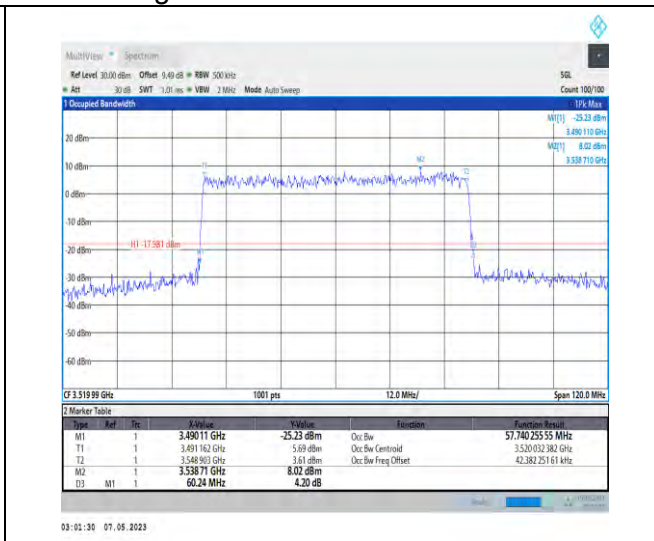 MultiView Spectrum
Ref Level 30.00 dBm Offset 9.49 dB RBW 500 kHz SGL
Att 30 dB SWT 1.01 ms VBW 2 MHz Mode Auto Sweep Count 100/100
1 Occupied Bandwidth 1Pk Max
M1[1] -25.23 dBm
3.490 110 GHz
M2[1] 8.02 dBm
3.538 710 GHz
20 dBm
10 dBm
0 dBm
-10 dBm
-20 dBm
-30 dBm
-40 dBm
-50 dBm
-60 dBm
T1
M2
H1 -17.981 dBm
CF 3.519 99 GHz 1001 pts 12.0 MHz/ Span 120.0 MHz
2 Marker Table
Type Ref Trc X-Value Y-Value Function Function Result
M1 1 3.490 11 GHz -25.23 dBm Occ Bw 57.740 255 55 MHz
T1 1 3.491 162 GHz 5.69 dBm Occ Bw Centroid 3.520 032 382 GHz
T2 1 3.548 903 GHz 3.61 dBm Occ Bw Freq Offset 42.382 251 61 kHz
M2 1 3.538 71 GHz 8.02 dBm
D3 M1 1 60.24 MHz 4.20 dB
03:01:30 07.05.2023